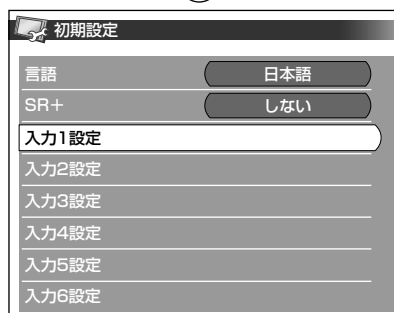 初期設定
言語 日本語
SR＋ しない
入力1設定
入力2設定
入力3設定
入力4設定
入力5設定
入力6設定